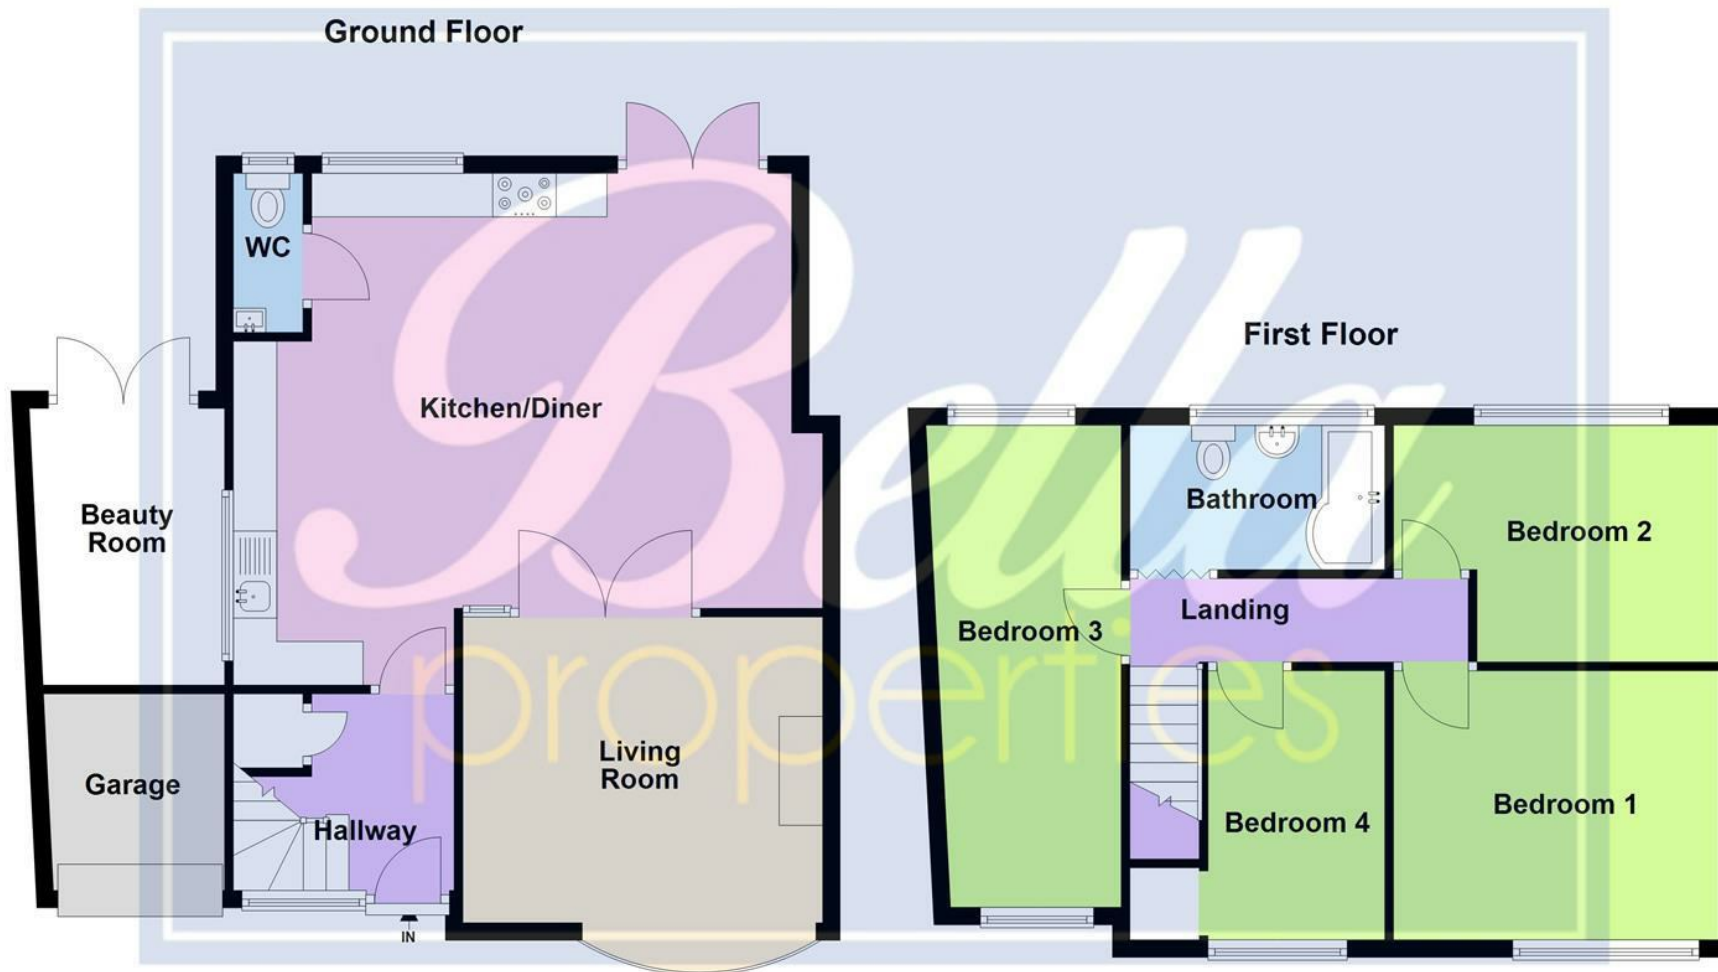 Ground Floor
WC
Kitchen/Diner
Beauty
Room
Garage
Hallway
IN
Living
Room
First Floor
Bathroom
Bedroom 2
Landing
Bedroom 3
Bedroom 4
Bedroom 1
Bella
properties